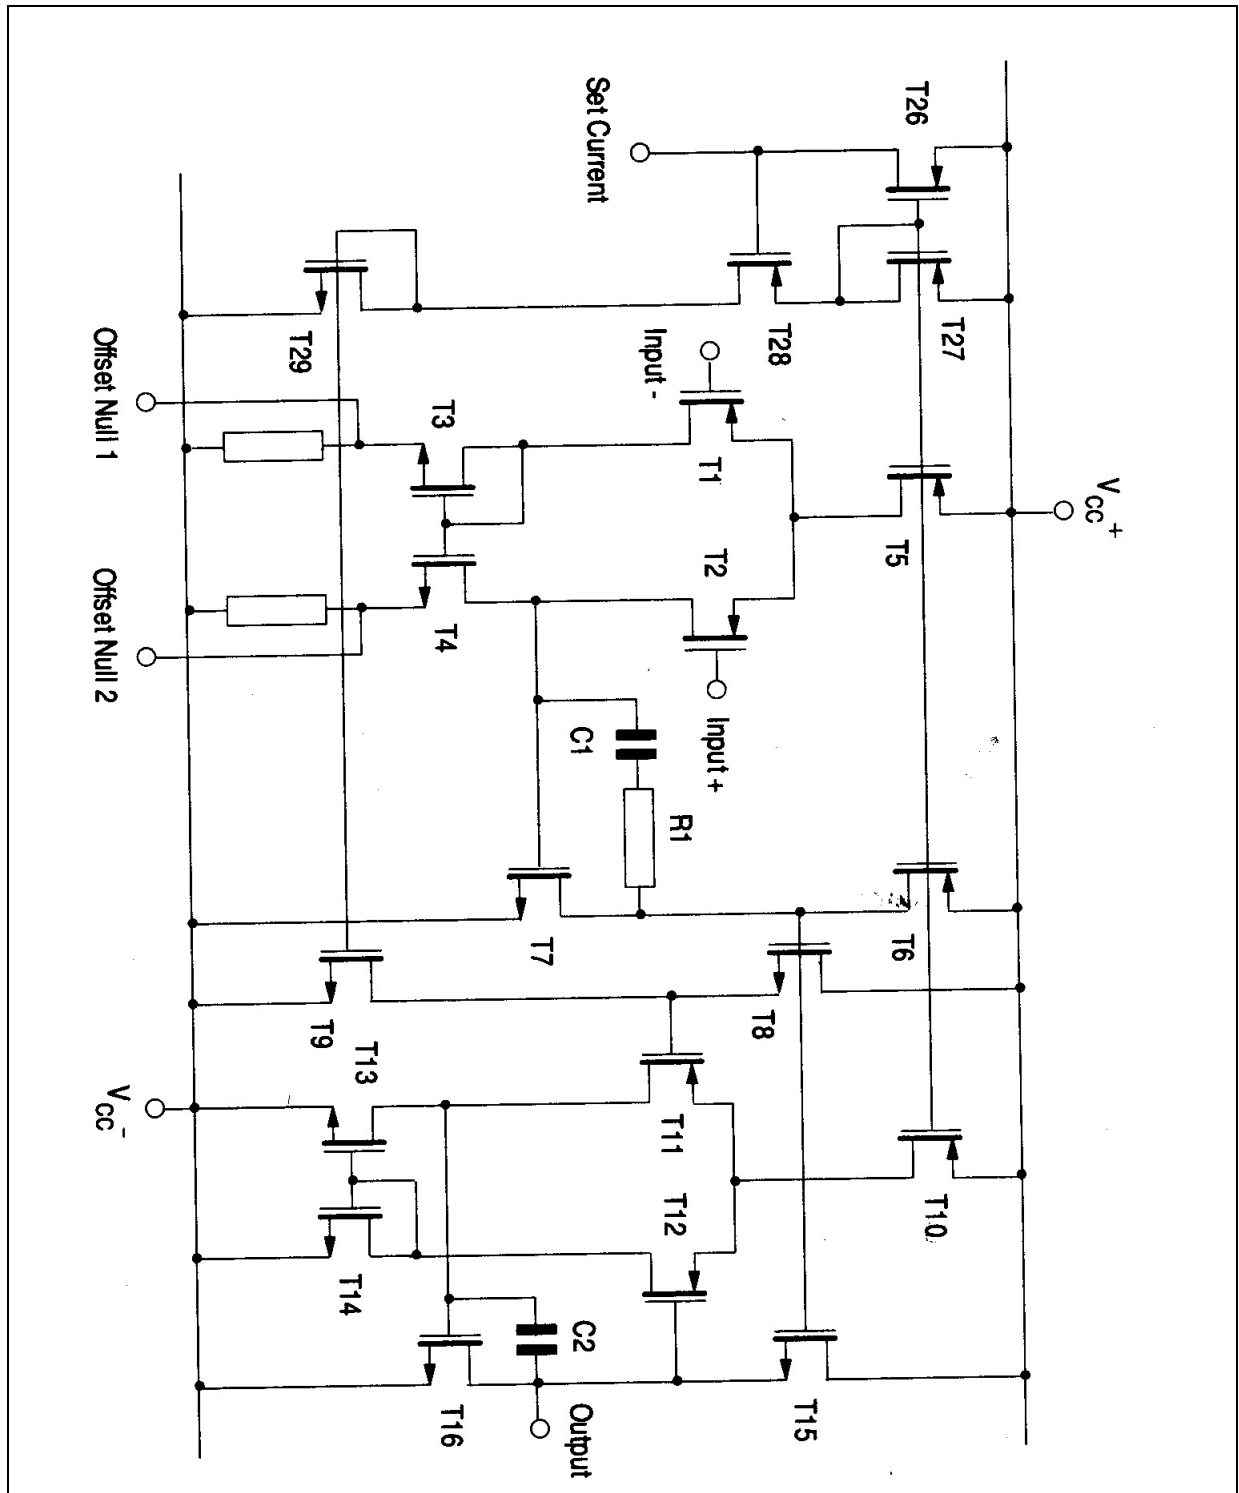 T26
Set Current
T27
T28
T29
Input -
Offset Null 1
T3
T1
VCC+
T5
T2
T4
Offset Null 2
Input +
C1
R1
T7
T6
T8
T9
T13
VCC-
T11
T10
T12
T14
C2
T15
T16
Output